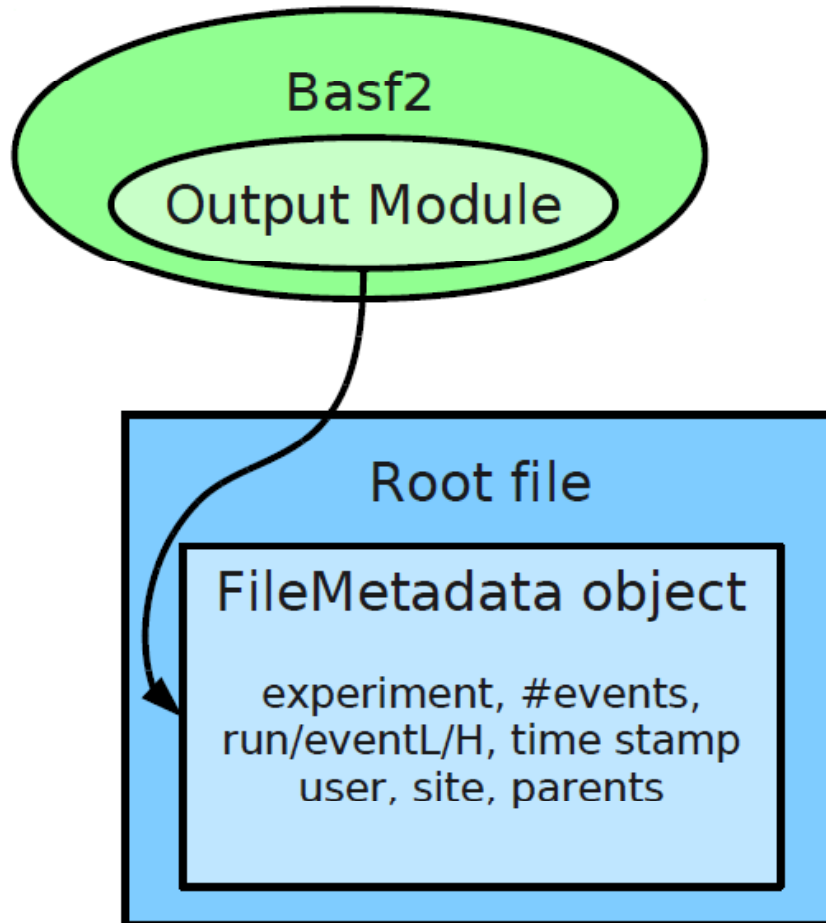 Basf2
Output Module
Root file
FileMetadata object
experiment, #events,
run/eventL/H, time stamp
user, site, parents